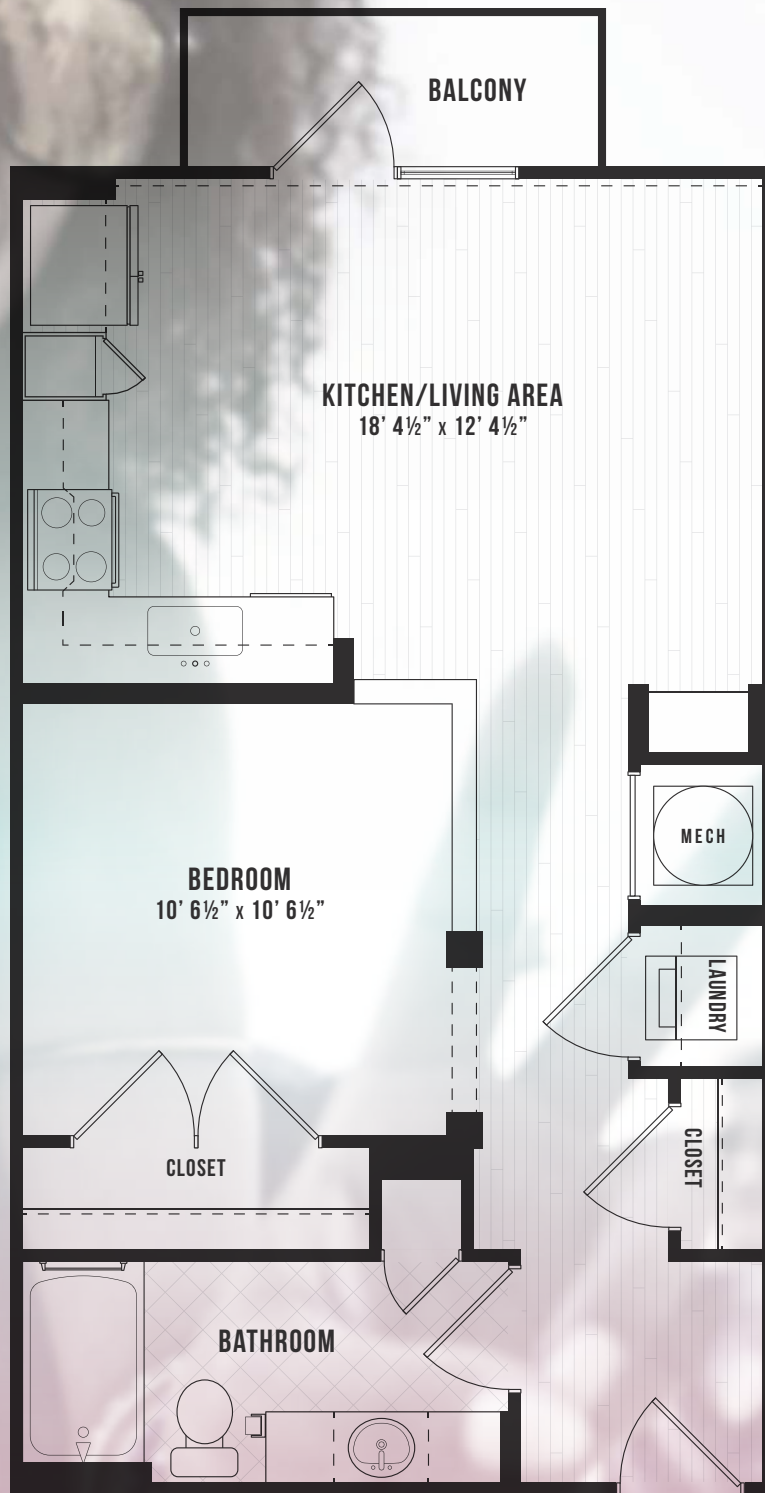 BALCONY
KITCHEN/LIVING AREA
18’ 4½” x 12’ 4½”
MECH
BEDROOM
10’ 6½” x 10’ 6½”
LAUNDRY
CLOSET
CLOSET
BATHROOM